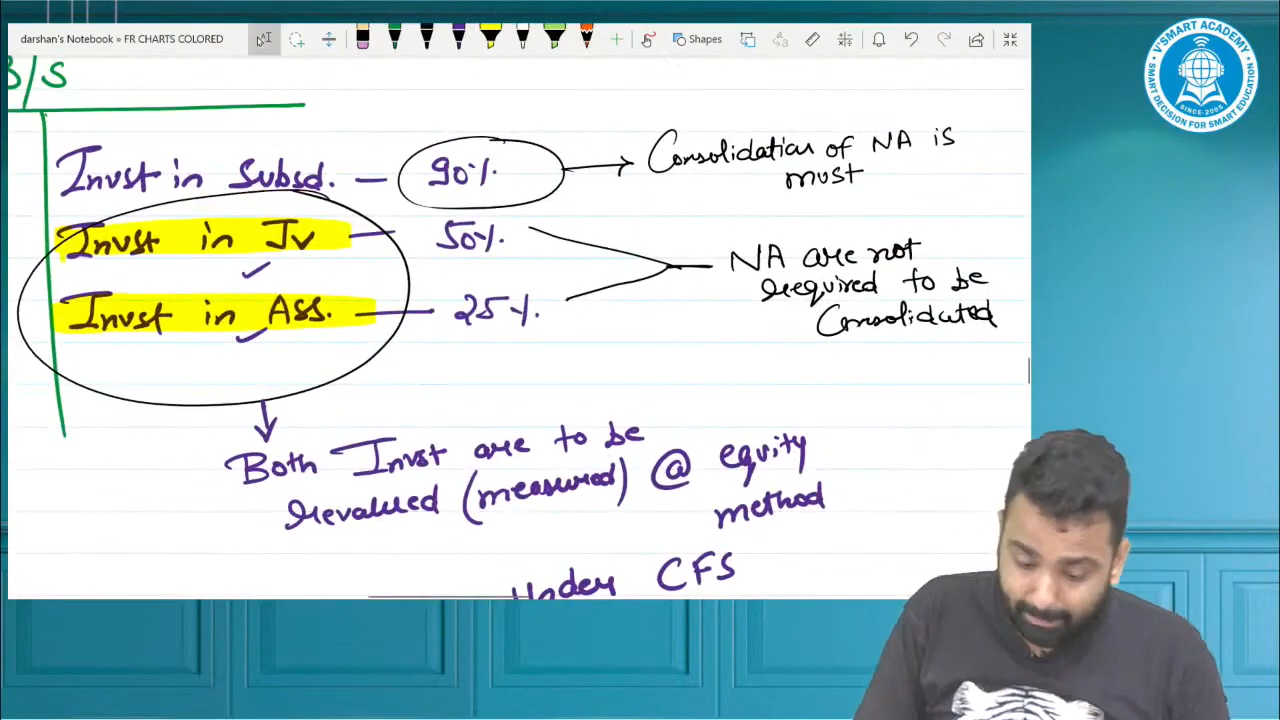 darshan's Notebook » FR CHARTS COLORED
Shapes
V'SMART ACADEMY
SMART DECISION FOR SMART EDUCATION
SINCE-2005
B/S
Invst in Subsd. — 90%
Consolidation of NA is
must
Invst in Jv — 50%
Invst in Ass. — 25%
NA are not
required to be
Consolidated
Both Invst are to be
revalued (measured) @ equity
method
Under CFS